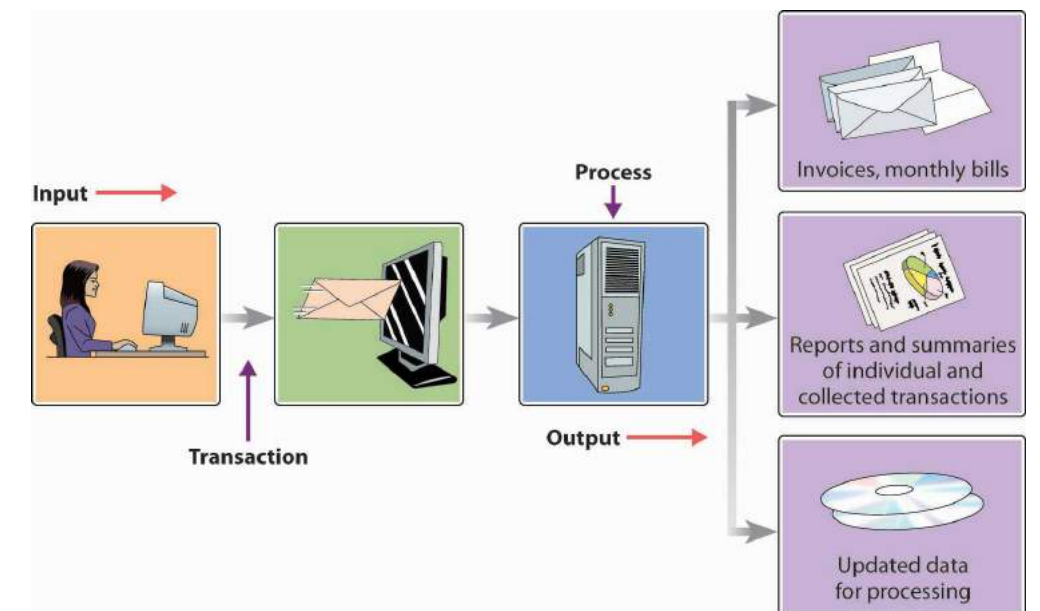 Input
Transaction
Process
Output
Invoices, monthly bills
Reports and summaries
of individual and
collected transactions
Updated data
for processing